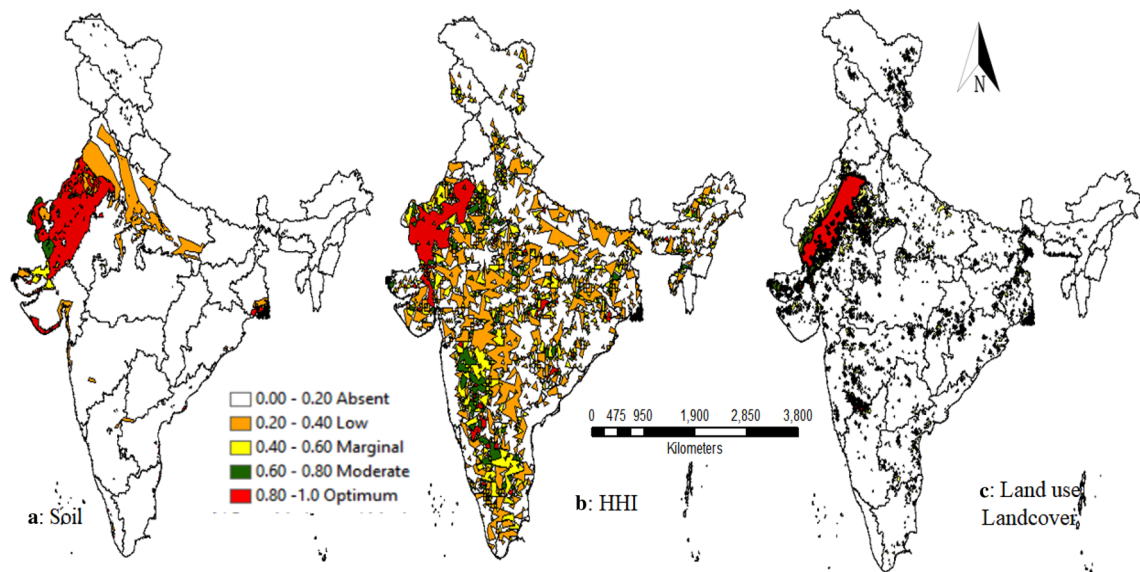 N
0.00 - 0.20 Absent
0.20 - 0.40 Low
0.40 - 0.60 Marginal
0.60 - 0.80 Moderate
0.80 -1.0 Optimum
a: Soil
0 475 950 1,900 2,850 3,800
Kilometers
b: HHI
c: Land use
Landcover